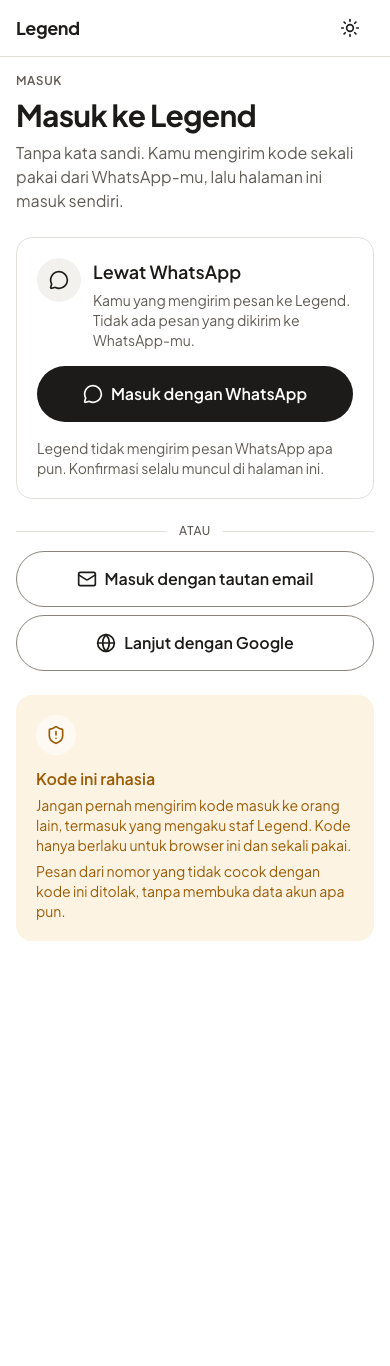 Legend
MASUK
Masuk ke Legend
Tanpa kata sandi. Kamu mengirim kode sekali
pakai dari WhatsApp-mu, lalu halaman ini
masuk sendiri.
Lewat WhatsApp
Kamu yang mengirim pesan ke Legend.
Tidak ada pesan yang dikirim ke
WhatsApp-mu.
Masuk dengan WhatsApp
Legend tidak mengirim pesan WhatsApp apa
pun. Konfirmasi selalu muncul di halaman ini.
ATAU
Masuk dengan tautan email
Lanjut dengan Google
Kode ini rahasia
Jangan pernah mengirim kode masuk ke orang
lain, termasuk yang mengaku staf Legend. Kode
hanya berlaku untuk browser ini dan sekali pakai.
Pesan dari nomor yang tidak cocok dengan
kode ini ditolak, tanpa membuka data akun apa
pun.